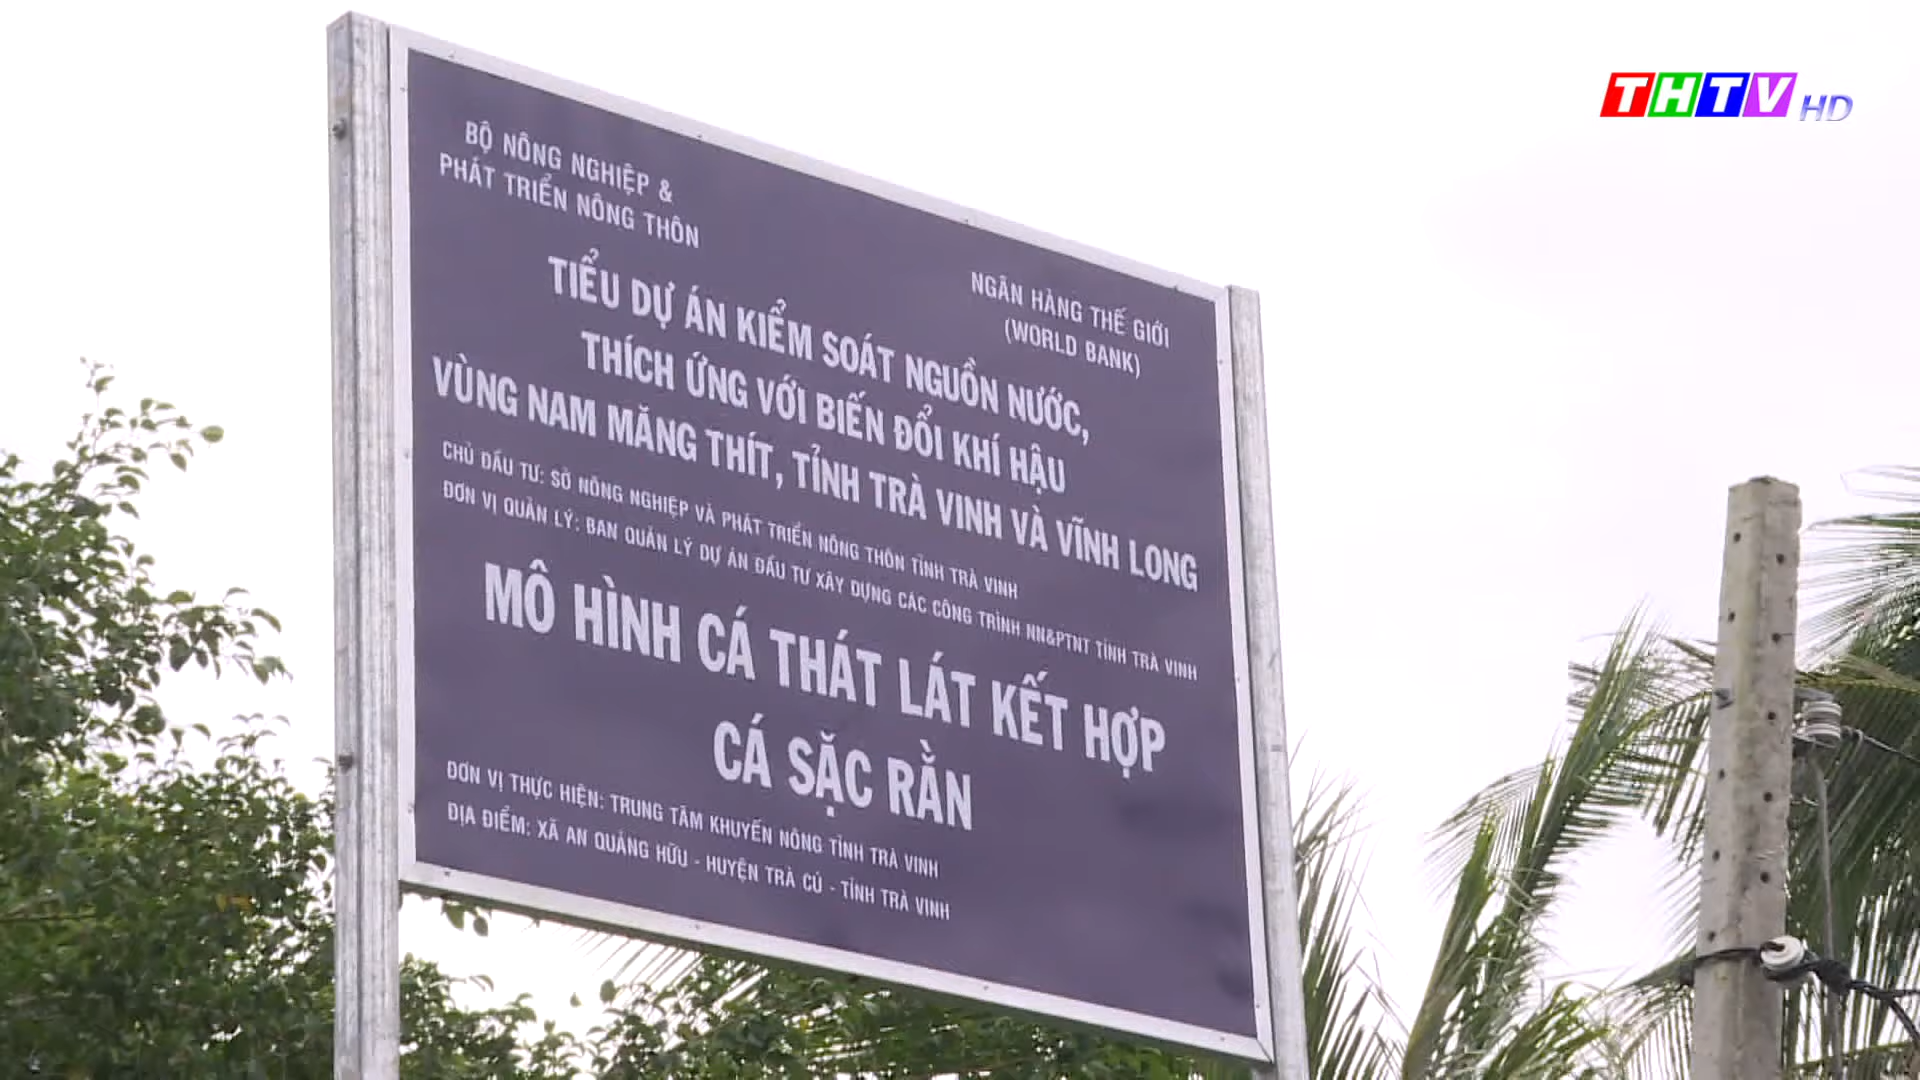 THTV HD
BỘ NÔNG NGHIỆP &
PHÁT TRIỂN NÔNG THÔN
NGÂN HÀNG THẾ GIỚI
(WORLD BANK)
TIỂU DỰ ÁN KIỂM SOÁT NGUỒN NƯỚC,
THÍCH ỨNG VỚI BIẾN ĐỔI KHÍ HẬU
VÙNG NAM MĂNG THÍT, TỈNH TRÀ VINH VÀ VĨNH LONG
CHỦ ĐẦU TƯ: SỞ NÔNG NGHIỆP VÀ PHÁT TRIỂN NÔNG THÔN TỈNH TRÀ VINH
ĐƠN VỊ QUẢN LÝ: BAN QUẢN LÝ DỰ ÁN ĐẦU TƯ XÂY DỰNG CÁC CÔNG TRÌNH NN&PTNT TỈNH TRÀ VINH
MÔ HÌNH CÁ THÁT LÁT KẾT HỢP
CÁ SẶC RẰN
ĐƠN VỊ THỰC HIỆN: TRUNG TÂM KHUYẾN NÔNG TỈNH TRÀ VINH
ĐỊA ĐIỂM: XÃ AN QUẢNG HỮU - HUYỆN TRÀ CÚ - TỈNH TRÀ VINH